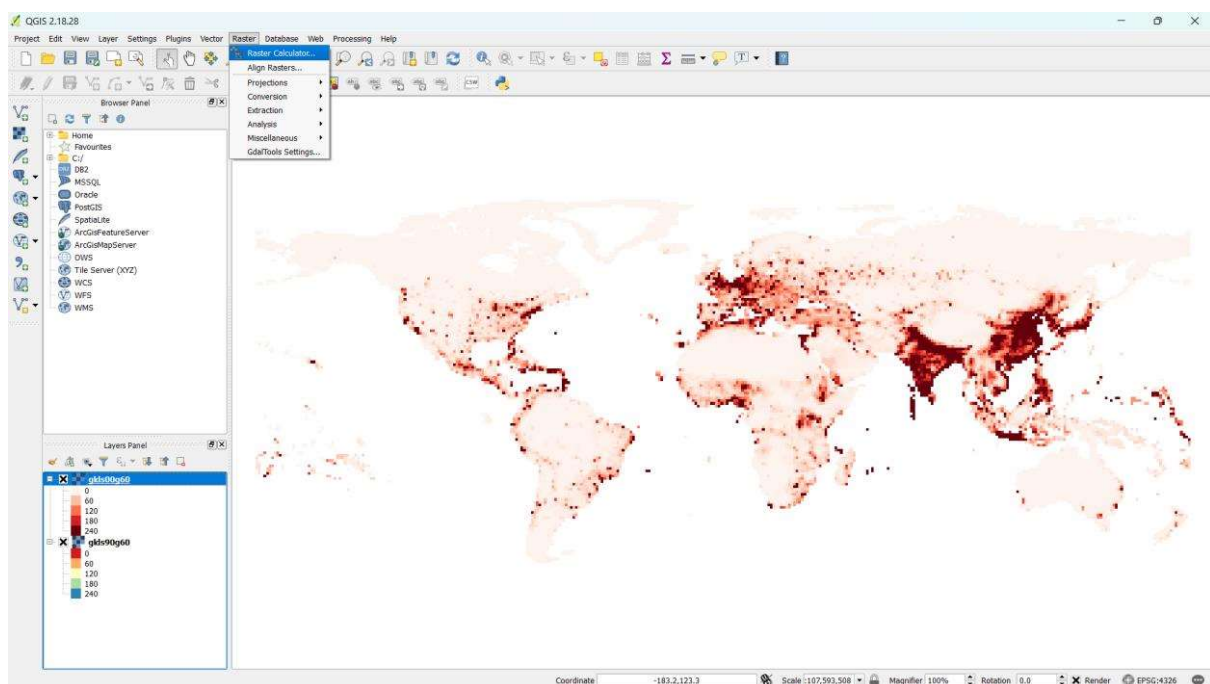 QGIS 2.18.28
Project Edit View Layer Settings Plugins Vector Raster Database Web Processing Help
Raster Calculator...
Align Rasters...
Projections
Conversion
Extraction
Analysis
Miscellaneous
GdalTools Settings...
CSW
Browser Panel
Home
Favourites
C:/
DB2
MSSQL
Oracle
PostGIS
SpatiaLite
ArcGisFeatureServer
ArcGisMapServer
OWS
Tile Server (XYZ)
WCS
WFS
WMS
Layers Panel
glds00g60
0
60
120
180
240
glds90g60
0
60
120
180
240
Coordinate -183.2,123.3 Scale 107,593,508 Magnifier 100% Rotation 0.0 Render EPSG:4326